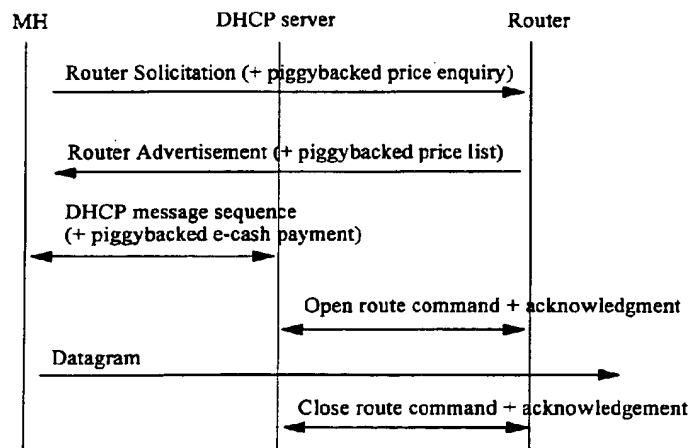 MH
DHCP server
Router
Router Solicitation (+ piggybacked price enquiry)
Router Advertisement (+ piggybacked price list)
DHCP message sequence
(+ piggybacked e-cash payment)
Open route command + acknowledgment
Datagram
Close route command + acknowledgement